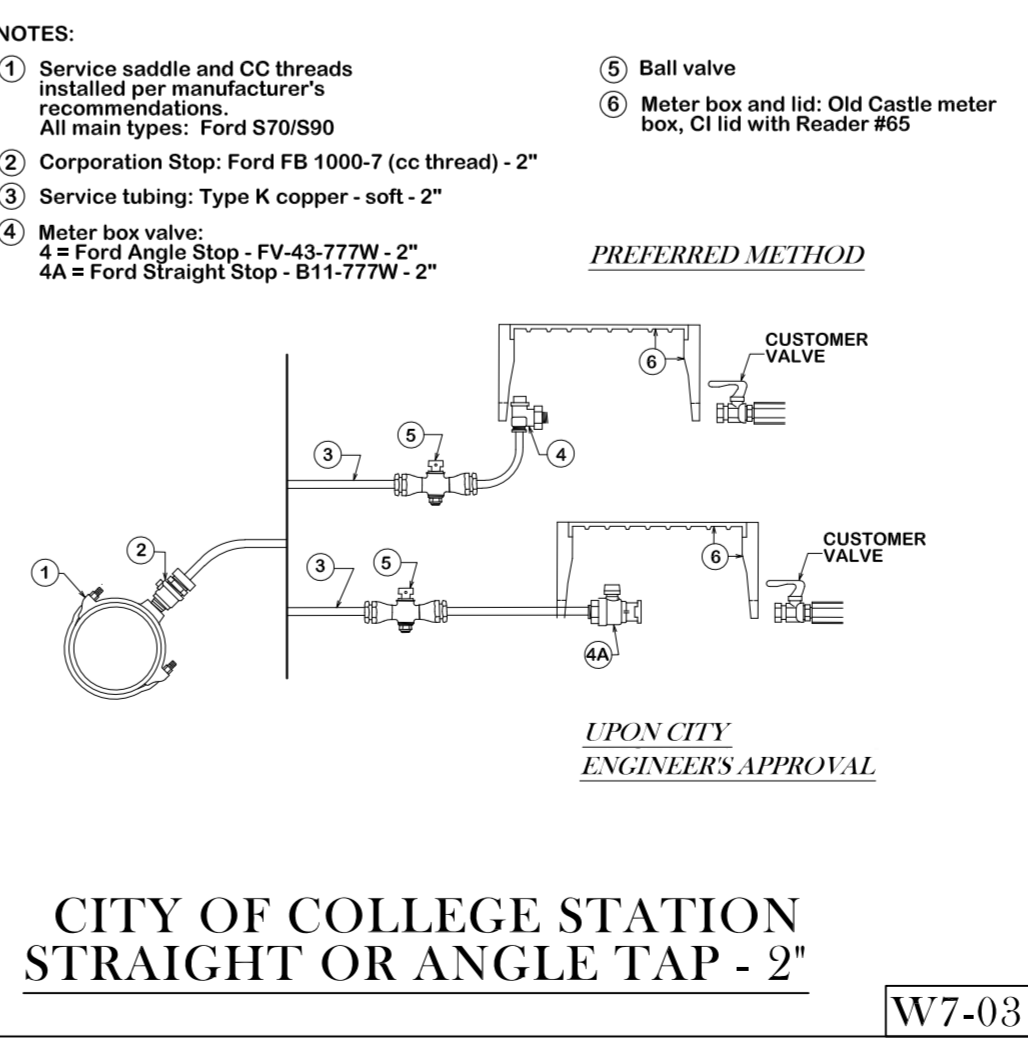 NOTES:
1 Service saddle and CC threads
installed per manufacturer's
recommendations.
All main types: Ford S70/S90
2 Corporation Stop: Ford FB 1000-7 (cc thread) - 2"
3 Service tubing: Type K copper - soft - 2"
4 Meter box valve:
4 = Ford Angle Stop - FV-43-777W - 2"
4A = Ford Straight Stop - B11-777W - 2"
5 Ball valve
6 Meter box and lid: Old Castle meter
box, CI lid with Reader #65
PREFERRED METHOD
CUSTOMER
VALVE
6
5
3
4
CUSTOMER
VALVE
2
1
3
5
6
4A
UPON CITY
ENGINEER'S APPROVAL
CITY OF COLLEGE STATION
STRAIGHT OR ANGLE TAP - 2"
W7-03